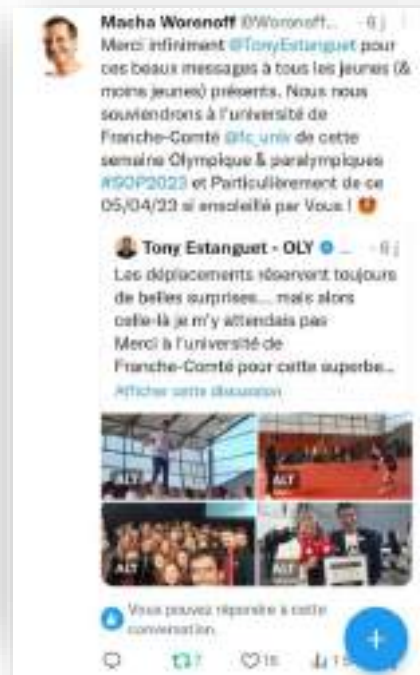 Macha Woronoff @Woronoff... · 6 j
Merci infiniment @TonyEstanguet pour
ces beaux messages à tous les jeunes (&
moins jeunes) présents. Nous nous
souviendrons à l'université de
Franche-Comté @fc_univ de cette
semaine Olympique & paralympiques
#SOP2023 et Particulièrement de ce
05/04/23 si ensoleillé par Vous !
Tony Estanguet - OLY ... · 6 j
Les déplacements réservent toujours
de belles surprises... mais alors
celle-là je m'y attendais pas
Merci à l'université de
Franche-Comté pour cette superbe...
Afficher cette discussion
ALT
ALT
ALT
ALT
Vous pouvez répondre à cette
conversation.
7